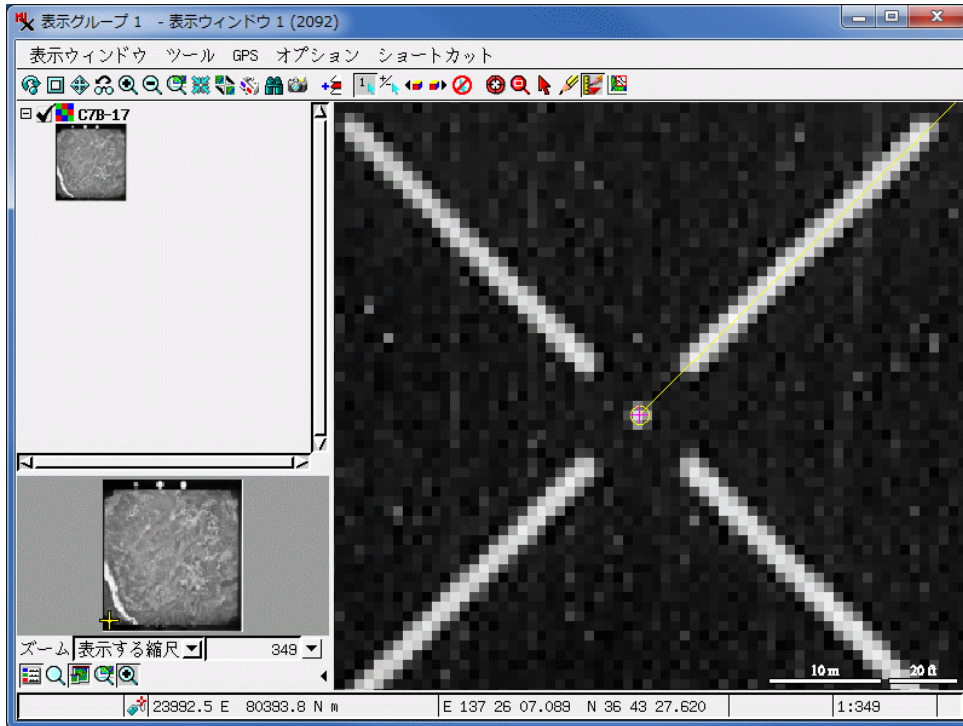 表示グループ 1 - 表示ウィンドウ 1 (2092)
表示ウィンドウ ツール GPS オプション ショートカット
C7B-17
10 m 20 ft
ズーム 表示する縮尺 349
23992.5 E 80393.8 N m E 137 26 07.089 N 36 43 27.620 1:349